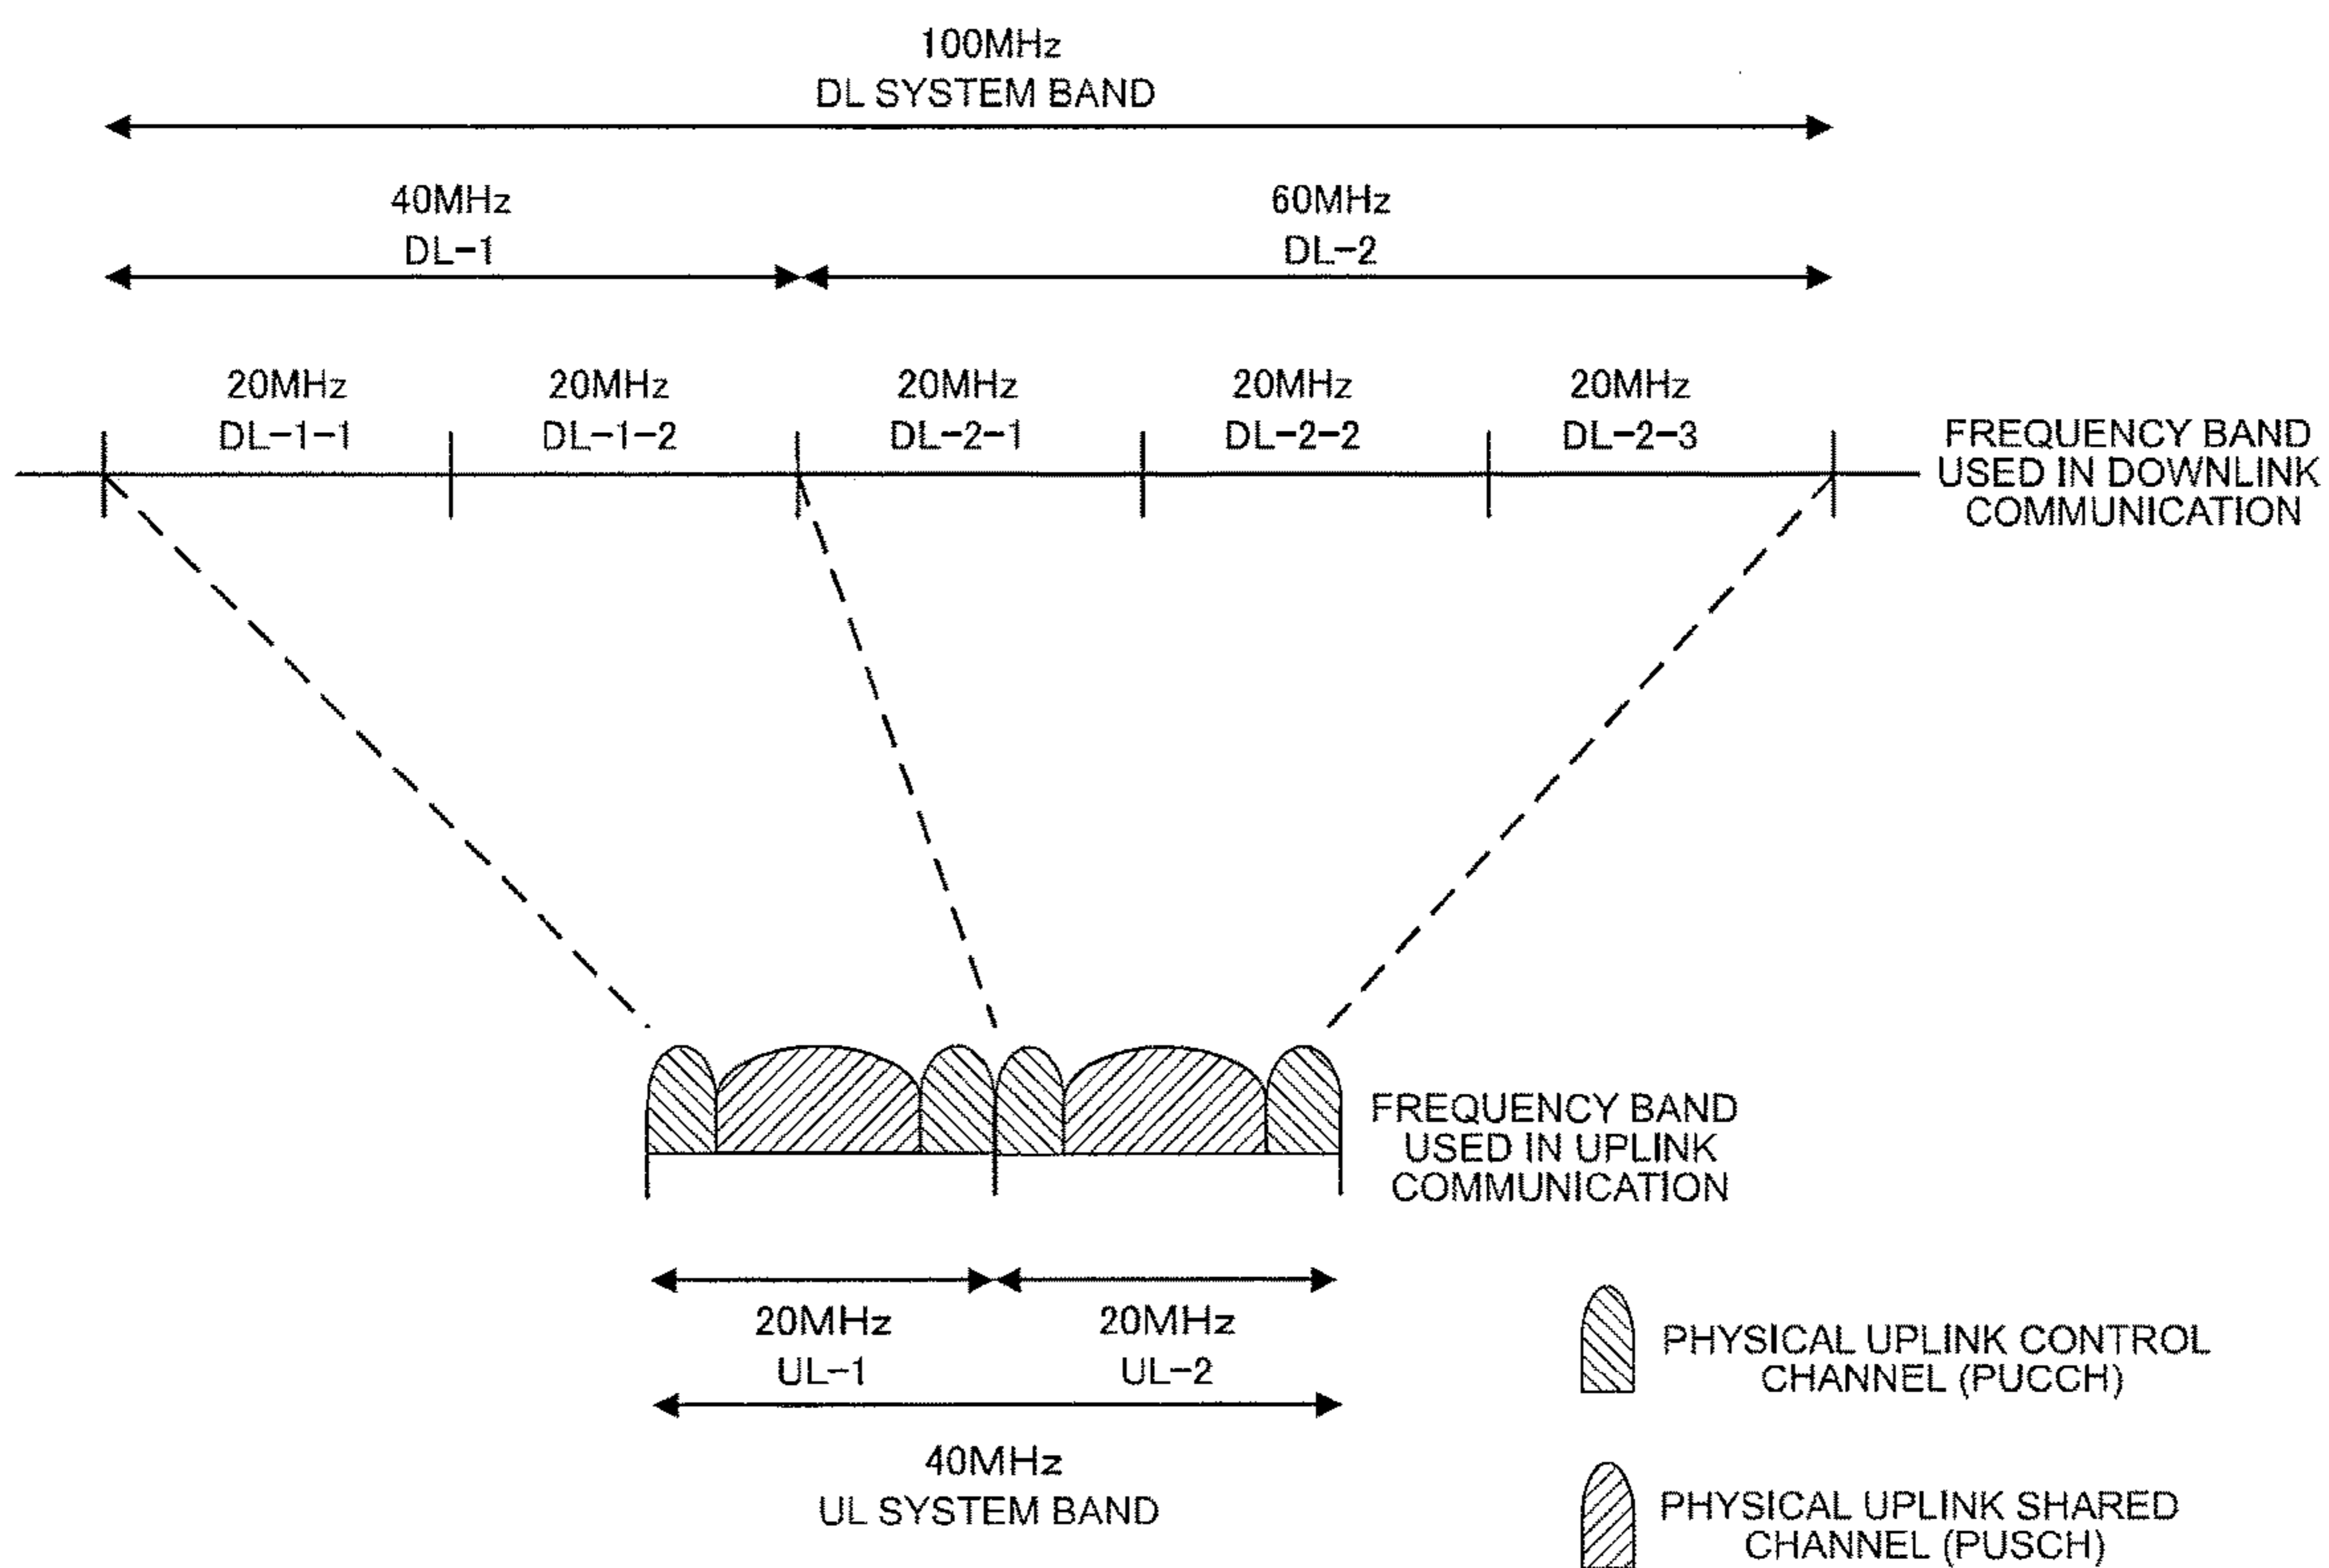 100MHz
DL SYSTEM BAND
40MHz
DL-1
60MHz
DL-2
20MHz
DL-1-1
20MHz
DL-1-2
20MHz
DL-2-1
20MHz
DL-2-2
20MHz
DL-2-3
FREQUENCY BAND
USED IN DOWNLINK
COMMUNICATION
FREQUENCY BAND
USED IN UPLINK
COMMUNICATION
20MHz
UL-1
20MHz
UL-2
40MHz
UL SYSTEM BAND
PHYSICAL UPLINK CONTROL
CHANNEL (PUCCH)
PHYSICAL UPLINK SHARED
CHANNEL (PUSCH)